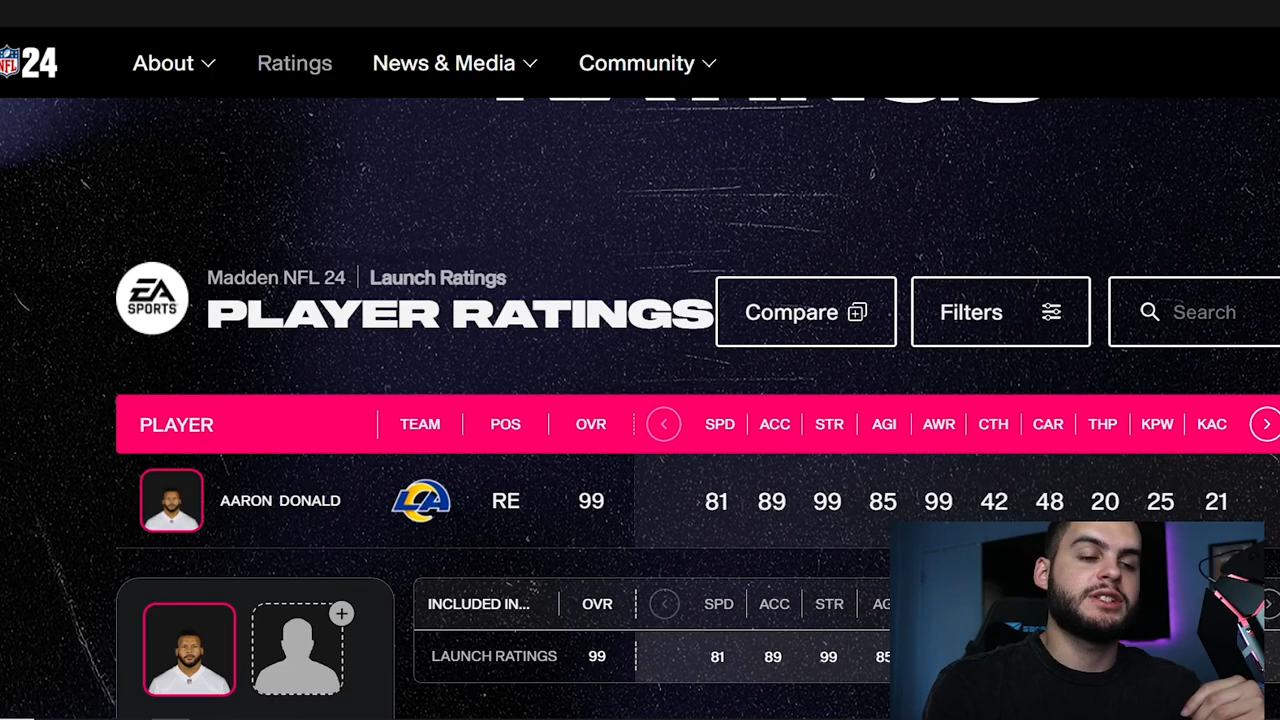 NFL 24 About Ratings News & Media Community
EA SPORTS
Madden NFL 24 | Launch Ratings
PLAYER RATINGS
Compare Filters Search
PLAYER TEAM POS OVR SPD ACC STR AGI AWR CTH CAR THP KPW KAC
AARON DONALD LA RE 99 81 89 99 85 99 42 48 20 25 21
INCLUDED IN... OVR SPD ACC STR
LAUNCH RATINGS 99 81 89 99 85